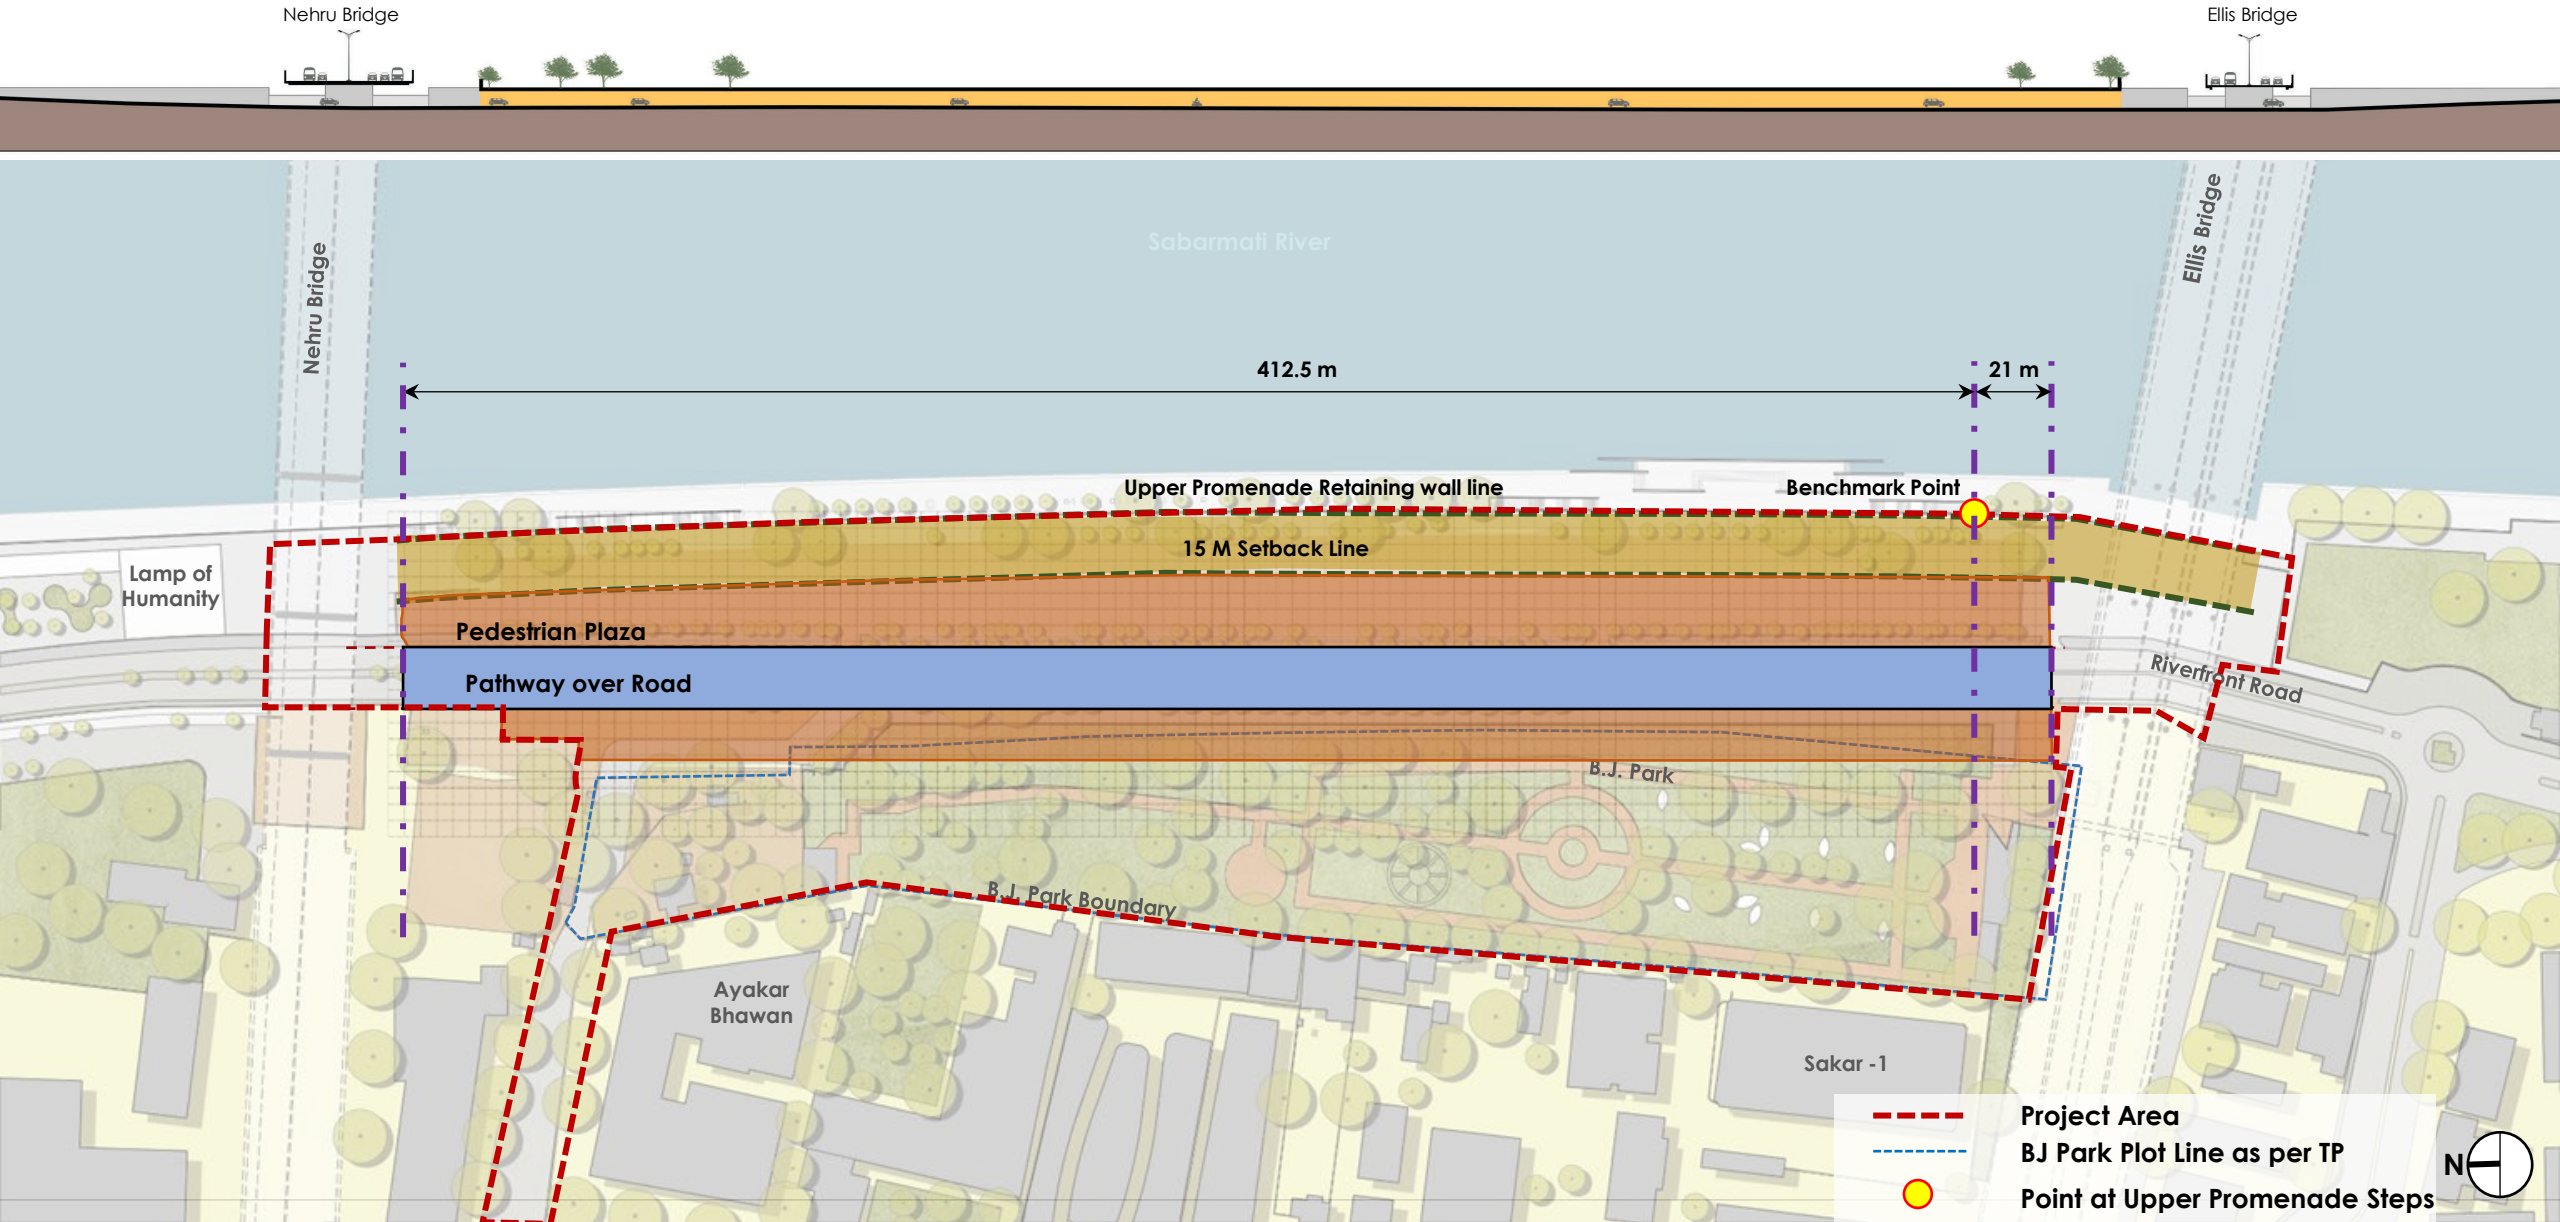 Nehru Bridge
Ellis Bridge
Sabarmati River
Nehru Bridge
Ellis Bridge
412.5 m
21 m
Upper Promenade Retaining wall line
Benchmark Point
15 M Setback Line
Lamp of
Humanity
Pedestrian Plaza
Pathway over Road
Riverfront Road
B.J. Park
B.J. Park Boundary
Ayakar
Bhawan
Sakar -1
Project Area
BJ Park Plot Line as per TP
Point at Upper Promenade Steps
N